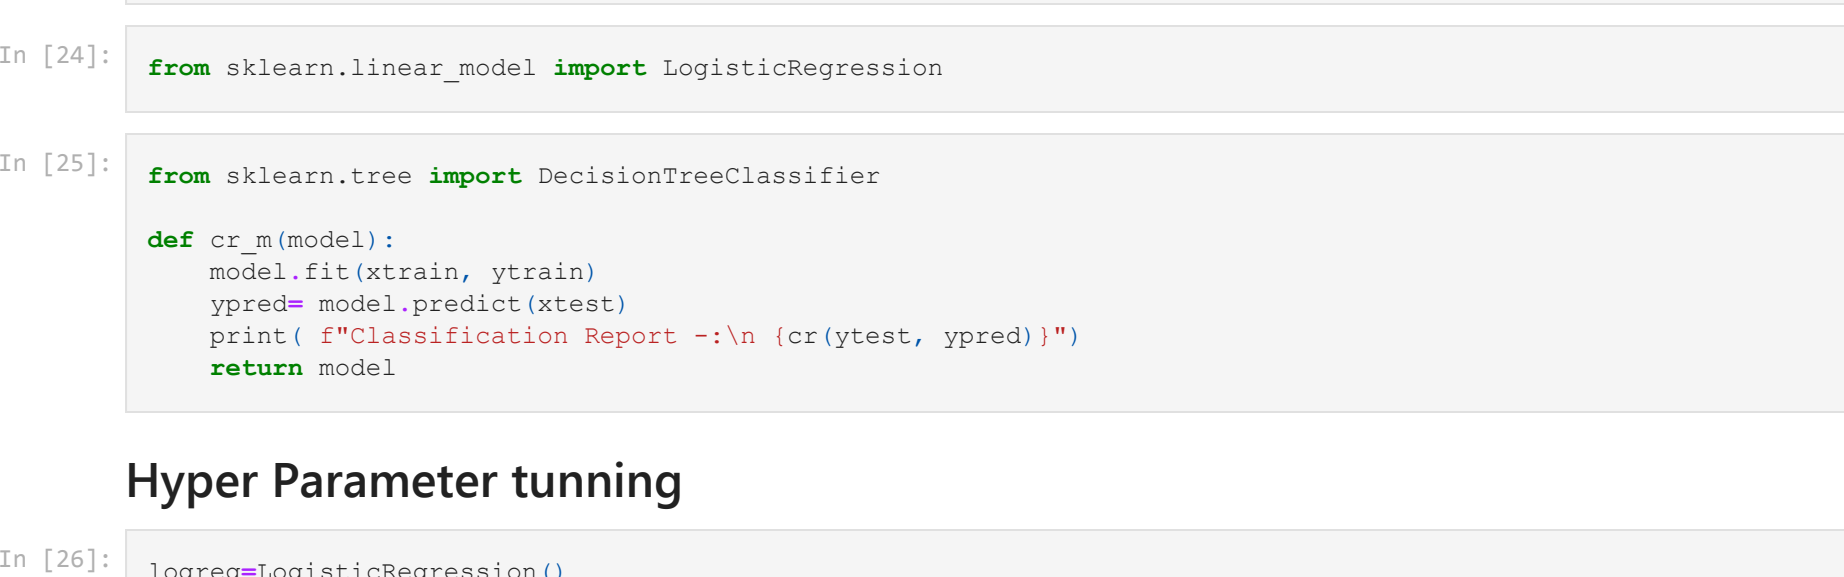 In [24]:
from sklearn.linear_model import LogisticRegression
In [25]:
from sklearn.tree import DecisionTreeClassifier
def cr_m(model):
    model.fit(xtrain, ytrain)
    ypred= model.predict(xtest)
    print( f"Classification Report -:\n {cr(ytest, ypred)}")
    return model
Hyper Parameter tunning
In [26]:
logreg=LogisticRegression()